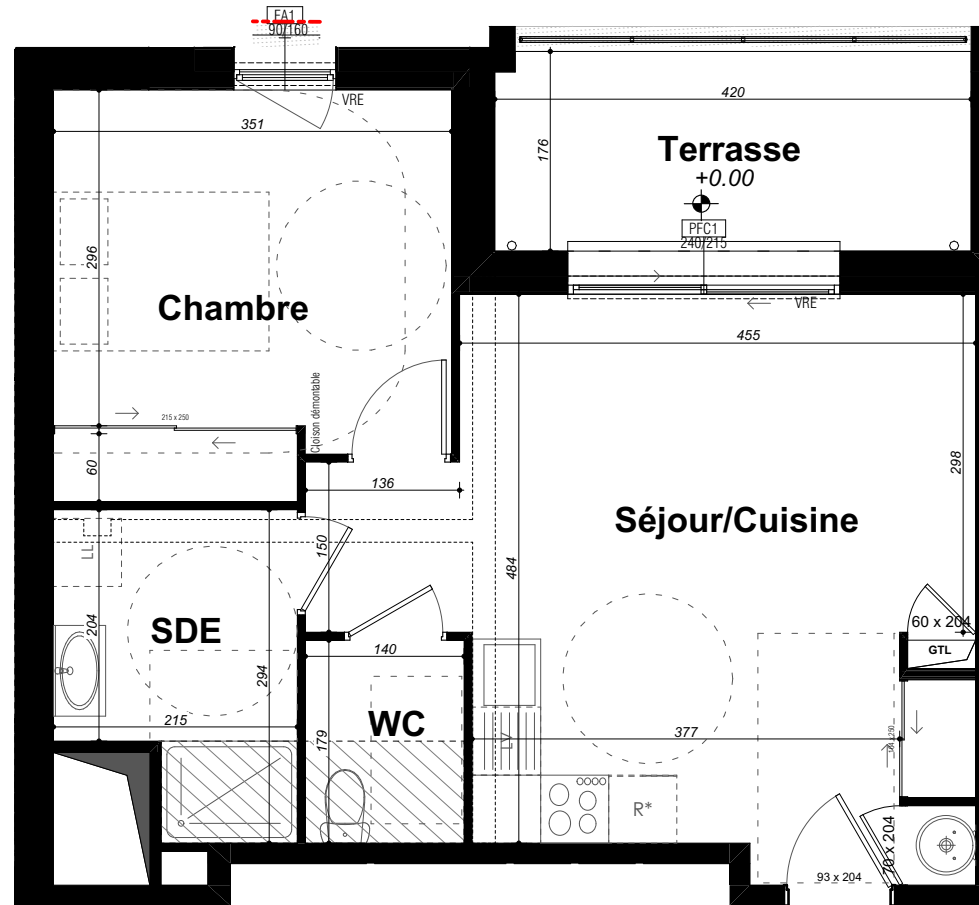 FA1
90/160
VRE
351
420
176
Terrasse
+0.00
PFC1
240/215
VRE
296
Chambre
455
215 x 250
Cloison démontable
60
136
298
Séjour/Cuisine
150
484
LL
204
SDE
294
60 x 204
GTL
140
215
WC
179
LV
377
R*
70 x 204
93 x 204